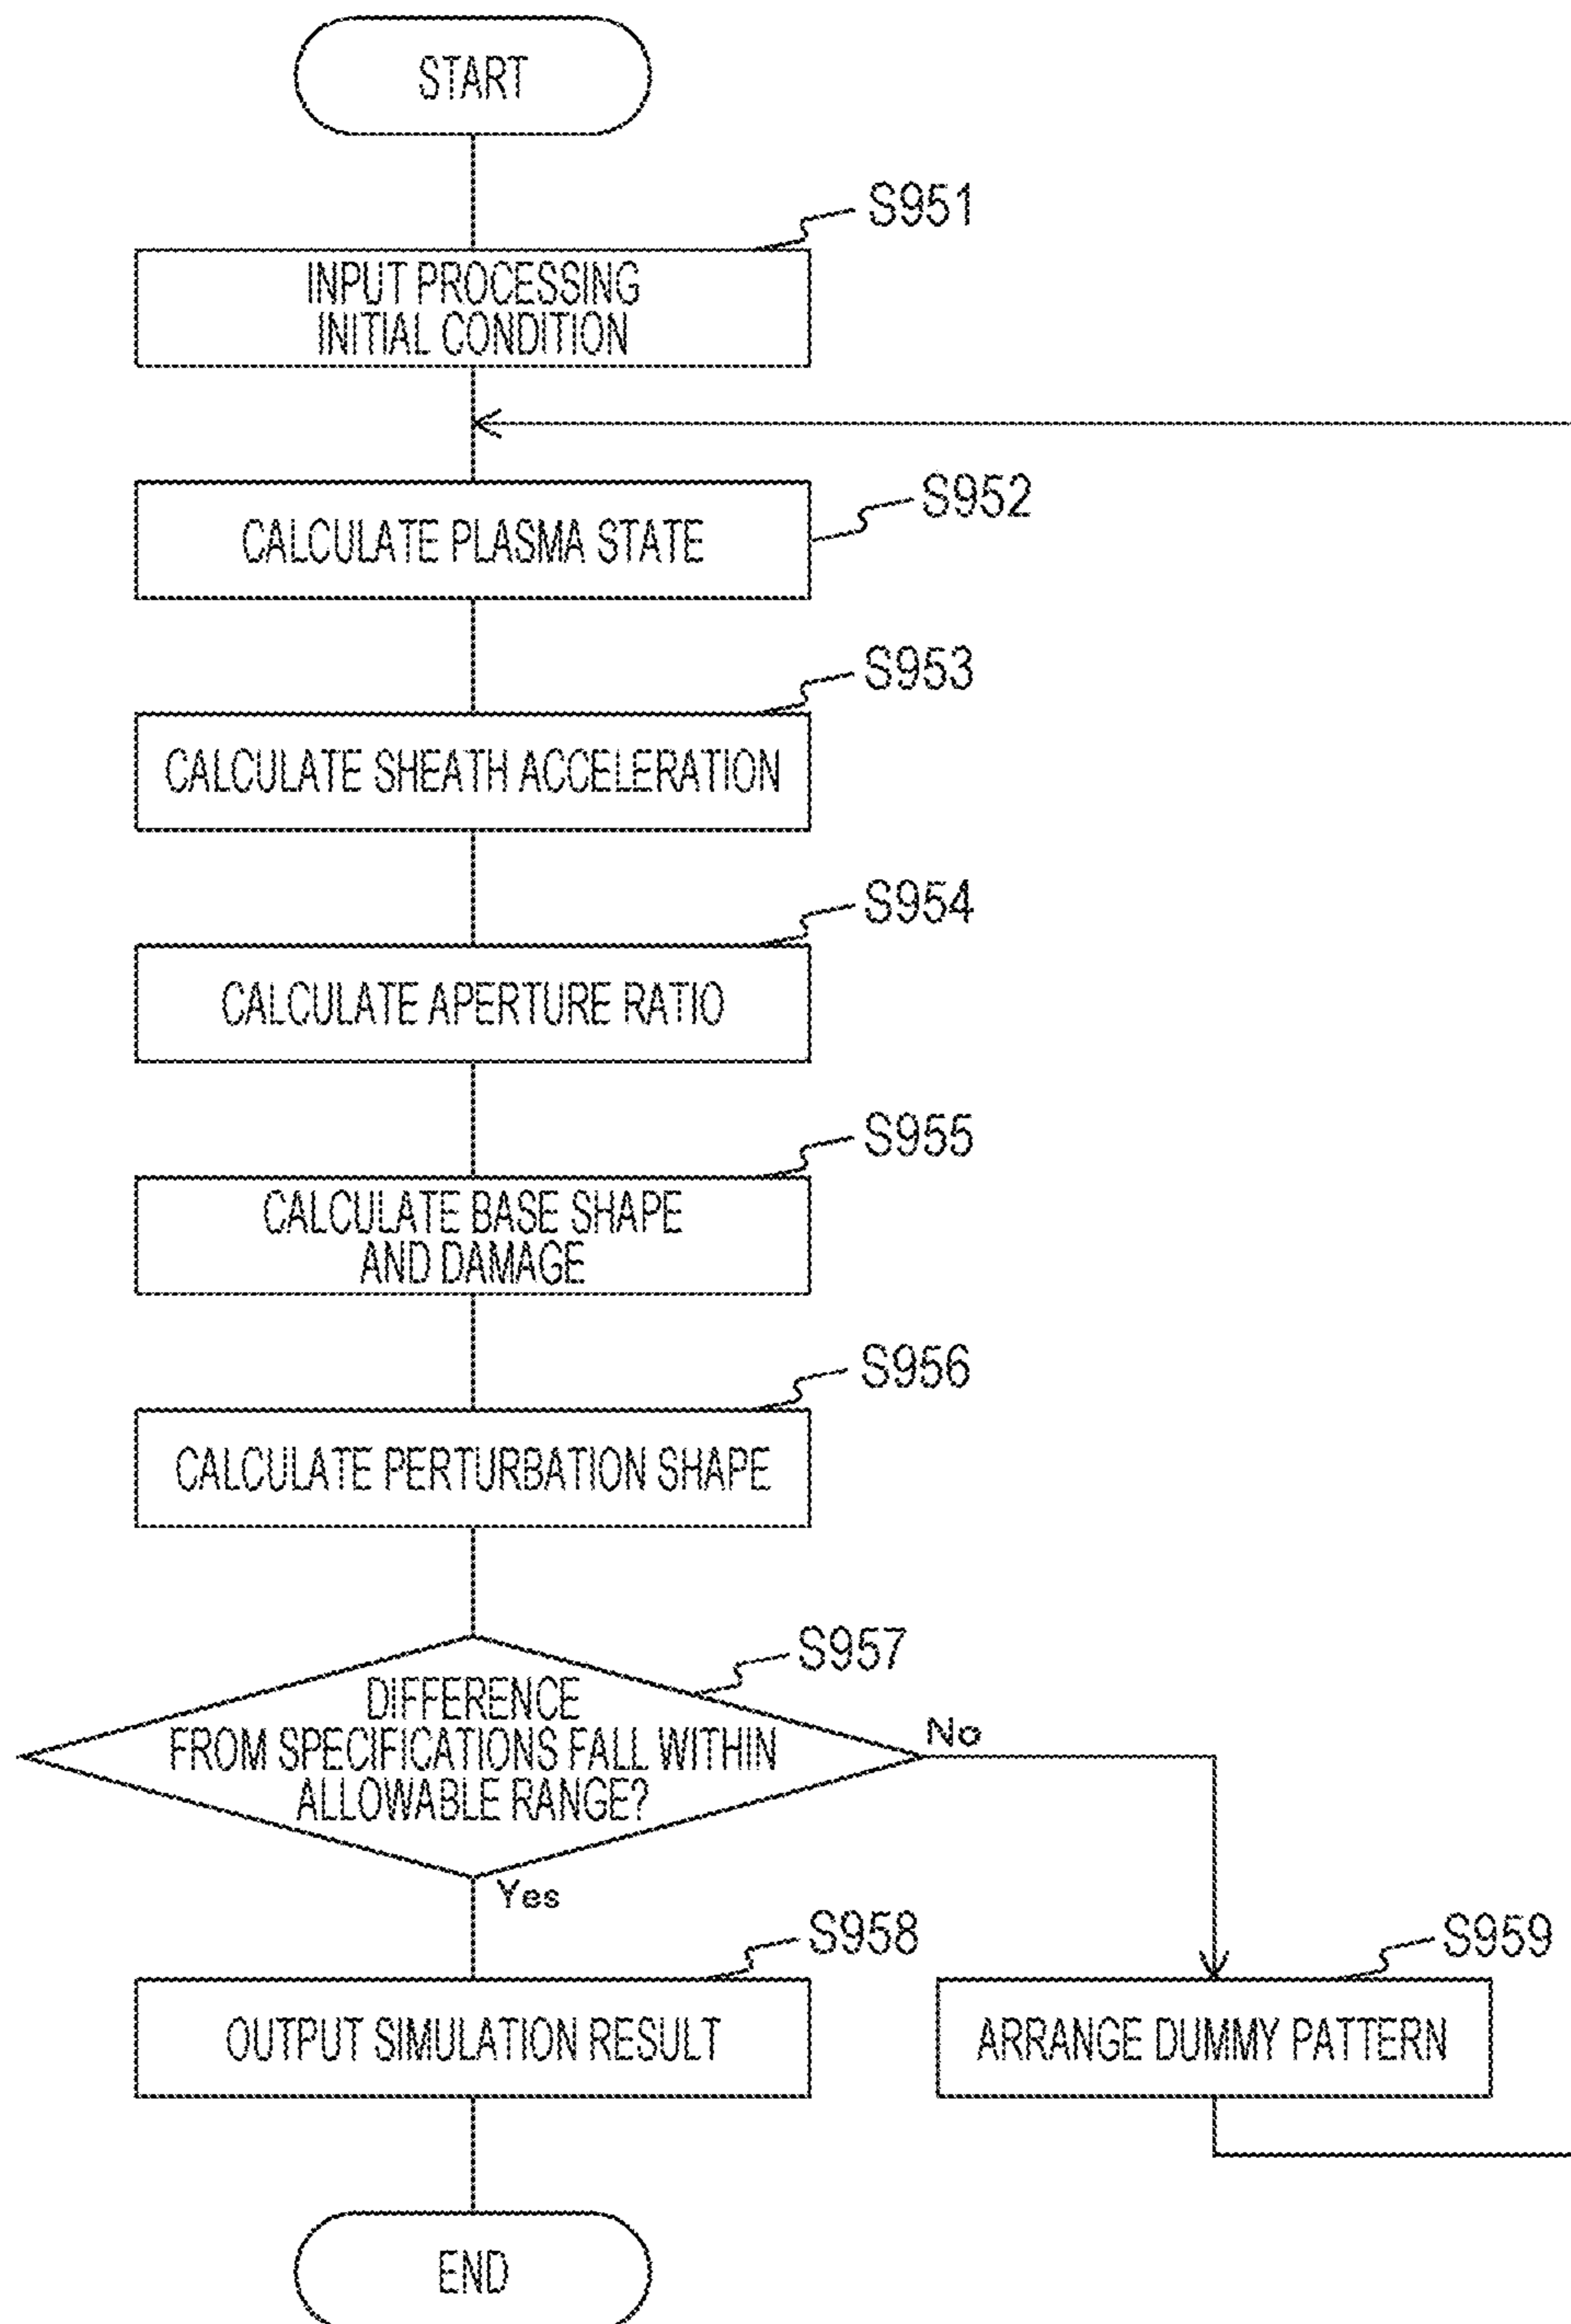 START
S951
INPUT PROCESSING
INITIAL CONDITION
S952
CALCULATE PLASMA STATE
S953
CALCULATE SHEATH ACCELERATION
S954
CALCULATE APERTURE RATIO
S955
CALCULATE BASE SHAPE
AND DAMAGE
S956
CALCULATE PERTURBATION SHAPE
S957
DIFFERENCE
FROM SPECIFICATIONS FALL WITHIN
ALLOWABLE RANGE?
No
Yes
S958
OUTPUT SIMULATION RESULT
S959
ARRANGE DUMMY PATTERN
END